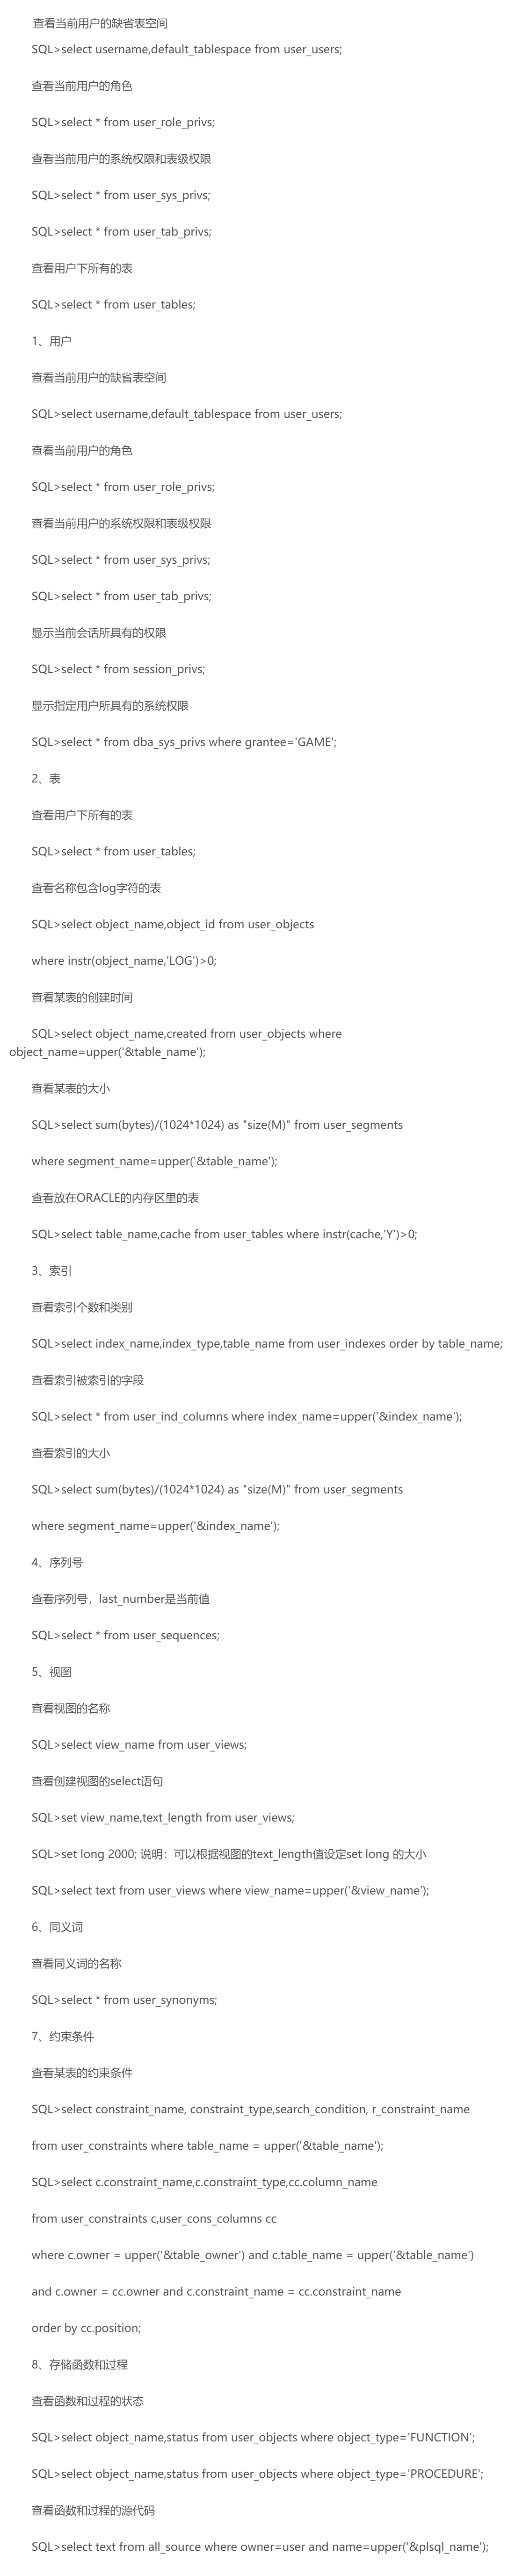 查看当前用户的缺省表空间
SQL>select username,default_tablespace from user_users;
查看当前用户的角色
SQL>select * from user_role_privs;
查看当前用户的系统权限和表级权限
SQL>select * from user_sys_privs;
SQL>select * from user_tab_privs;
查看用户下所有的表
SQL>select * from user_tables;
1、用户
查看当前用户的缺省表空间
SQL>select username,default_tablespace from user_users;
查看当前用户的角色
SQL>select * from user_role_privs;
查看当前用户的系统权限和表级权限
SQL>select * from user_sys_privs;
SQL>select * from user_tab_privs;
显示当前会话所具有的权限
SQL>select * from session_privs;
显示指定用户所具有的系统权限
SQL>select * from dba_sys_privs where grantee='GAME';
2、表
查看用户下所有的表
SQL>select * from user_tables;
查看名称包含log字符的表
SQL>select object_name,object_id from user_objects
where instr(object_name,'LOG')>0;
查看某表的创建时间
SQL>select object_name,created from user_objects where
object_name=upper('&table_name');
查看某表的大小
SQL>select sum(bytes)/(1024*1024) as "size(M)" from user_segments
where segment_name=upper('&table_name');
查看放在ORACLE的内存区里的表
SQL>select table_name,cache from user_tables where instr(cache,'Y')>0;
3、索引
查看索引个数和类别
SQL>select index_name,index_type,table_name from user_indexes order by table_name;
查看索引被索引的字段
SQL>select * from user_ind_columns where index_name=upper('&index_name');
查看索引的大小
SQL>select sum(bytes)/(1024*1024) as "size(M)" from user_segments
where segment_name=upper('&index_name');
4、序列号
查看序列号，last_number是当前值
SQL>select * from user_sequences;
5、视图
查看视图的名称
SQL>select view_name from user_views;
查看创建视图的select语句
SQL>set view_name,text_length from user_views;
SQL>set long 2000; 说明：可以根据视图的text_length值设定set long 的大小
SQL>select text from user_views where view_name=upper('&view_name');
6、同义词
查看同义词的名称
SQL>select * from user_synonyms;
7、约束条件
查看某表的约束条件
SQL>select constraint_name, constraint_type,search_condition, r_constraint_name
from user_constraints where table_name = upper('&table_name');
SQL>select c.constraint_name,c.constraint_type,cc.column_name
from user_constraints c,user_cons_columns cc
where c.owner = upper('&table_owner') and c.table_name = upper('&table_name')
and c.owner = cc.owner and c.constraint_name = cc.constraint_name
order by cc.position;
8、存储函数和过程
查看函数和过程的状态
SQL>select object_name,status from user_objects where object_type='FUNCTION';
SQL>select object_name,status from user_objects where object_type='PROCEDURE';
查看函数和过程的源代码
SQL>select text from all_source where owner=user and name=upper('&plsql_name');